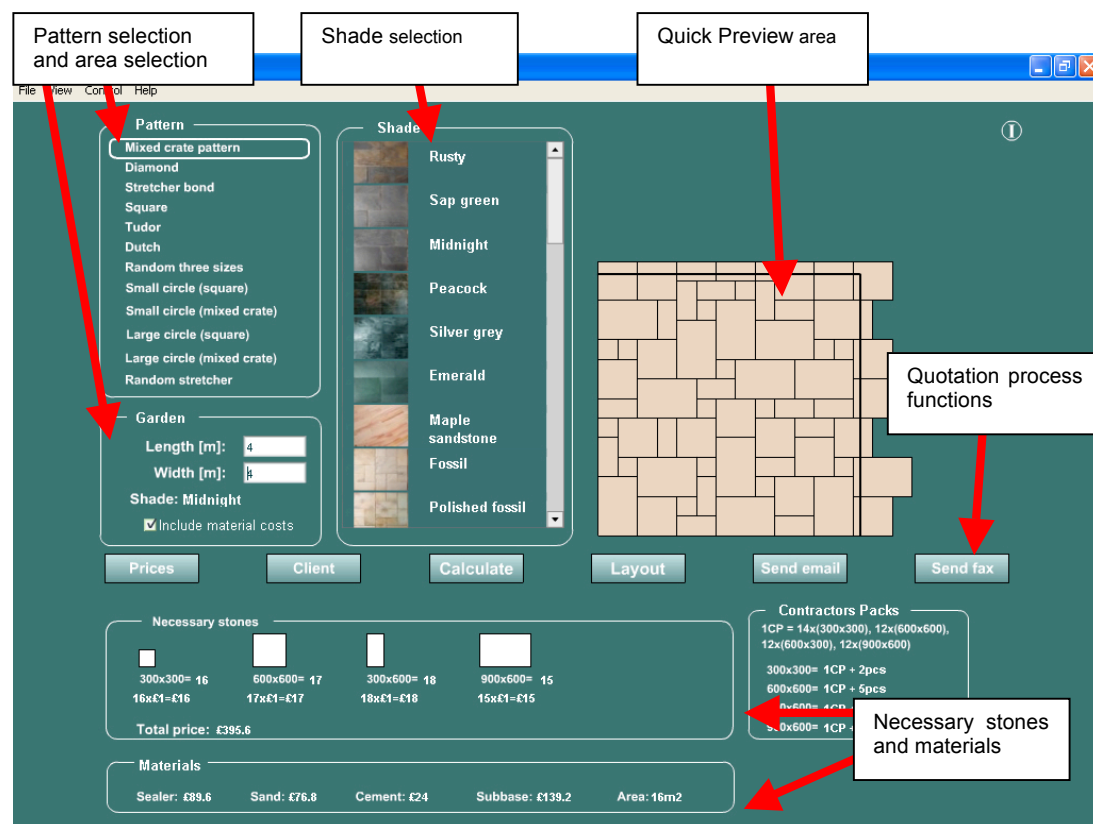 Pattern selection
and area selection
Shade selection
Quick Preview area
File View Control Help
Pattern
Mixed crate pattern
Diamond
Stretcher bond
Square
Tudor
Dutch
Random three sizes
Small circle (square)
Small circle (mixed crate)
Large circle (square)
Large circle (mixed crate)
Random stretcher
Shade
Rusty
Sap green
Midnight
Peacock
Silver grey
Emerald
Maple
sandstone
Fossil
Polished fossil
Quotation process
functions
Garden
Length [m]: 4
Width [m]: 4
Shade: Midnight
Include material costs
Prices
Client
Calculate
Layout
Send email
Send fax
Necessary stones
300x300= 16
600x600= 17
300x600= 18
900x600= 15
16x£1=£16
17x£1=£17
18x£1=£18
15x£1=£15
Total price: £395.6
Contractors Packs
1CP = 14x(300x300), 12x(600x600),
12x(600x300), 12x(900x600)
300x300= 1CP + 2pcs
600x600= 1CP + 5pcs
900x600= 1CP +
Necessary stones
and materials
Materials
Sealer: £89.6
Sand: £76.8
Cement: £24
Subbase: £139.2
Area: 16m2